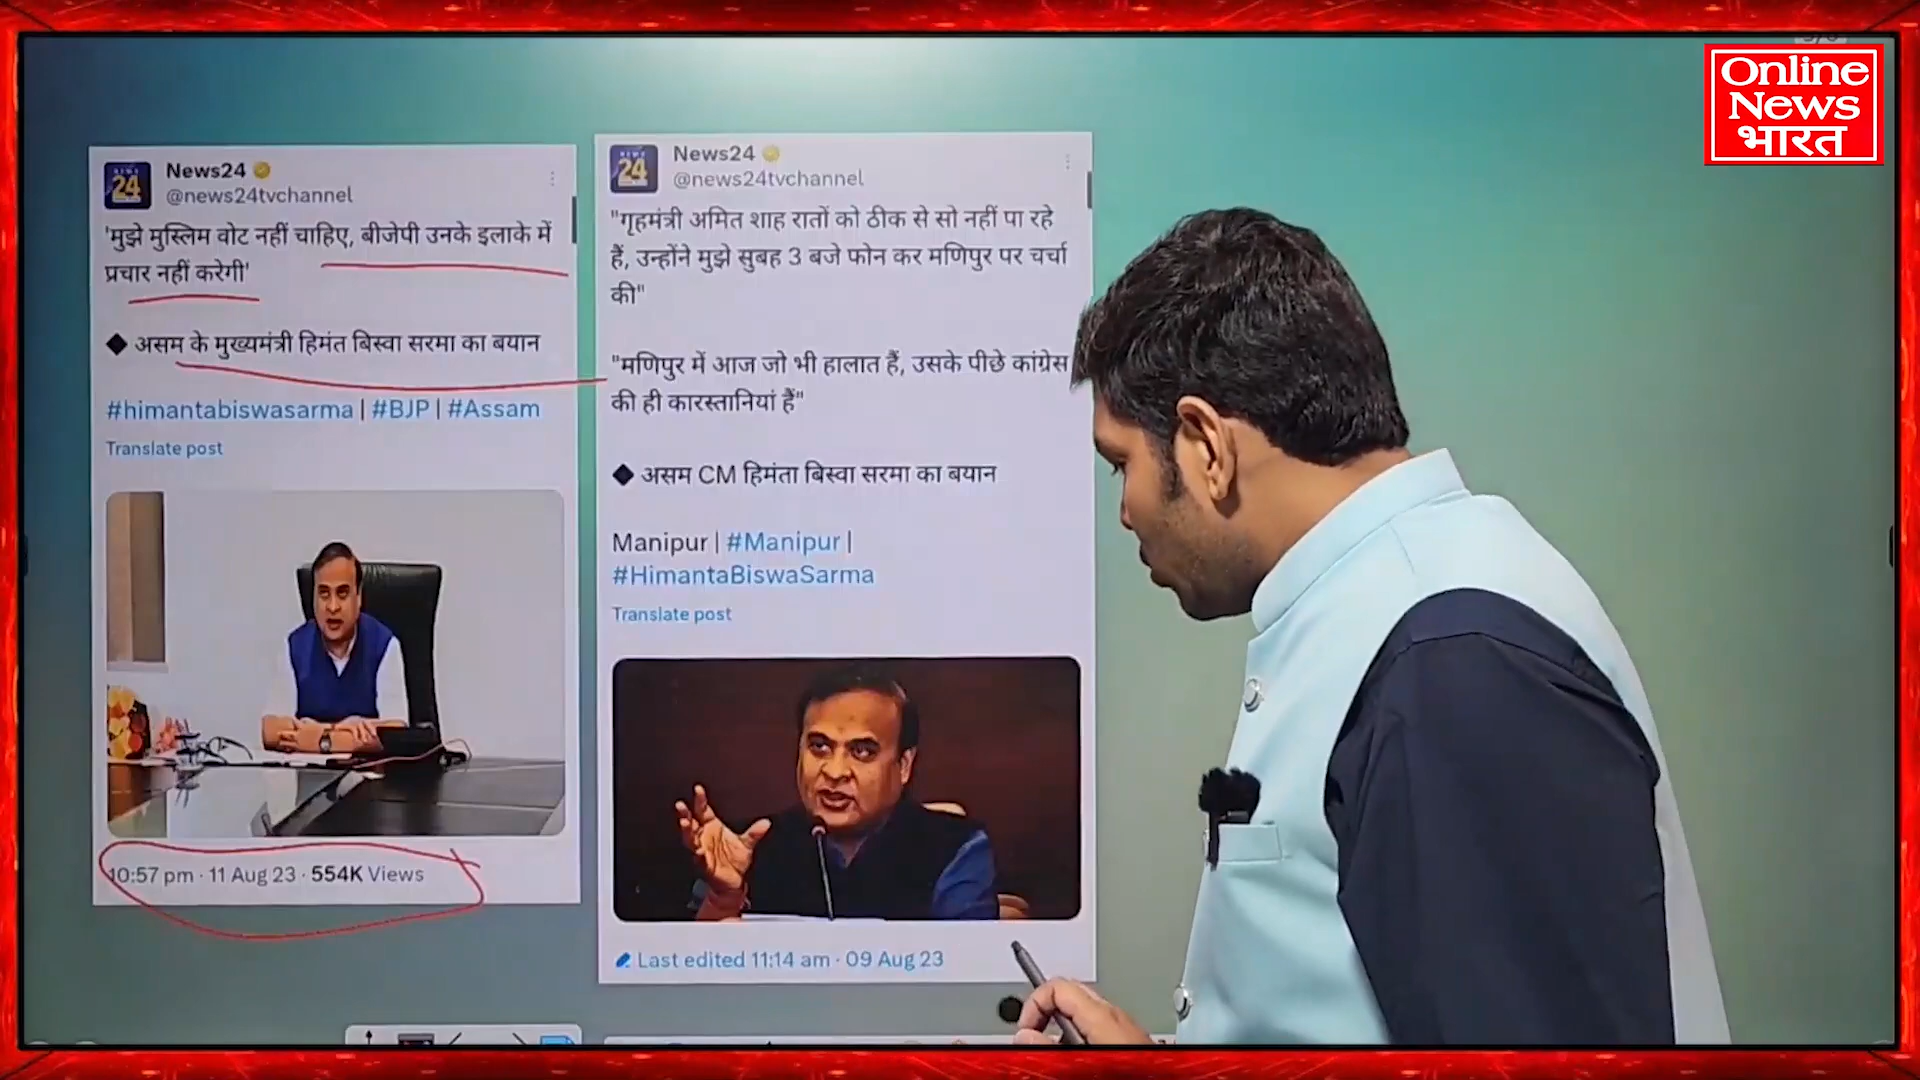 Online
News
भारत
News24
@news24tvchannel
'मुझे मुस्लिम वोट नहीं चाहिए, बीजेपी उनके इलाके में
प्रचार नहीं करेगी'
◆ असम के मुख्यमंत्री हिमंत बिस्वा सरमा का बयान
#himantabiswasarma | #BJP | #Assam
Translate post
10:57 pm · 11 Aug 23 · 554K Views
News24
@news24tvchannel
"गृहमंत्री अमित शाह रातों को ठीक से सो नहीं पा रहे
हैं, उन्होंने मुझे सुबह 3 बजे फोन कर मणिपुर पर चर्चा
की"
"मणिपुर में आज जो भी हालात हैं, उसके पीछे कांग्रेस
की ही कारस्तानियां हैं"
◆ असम CM हिमंता बिस्वा सरमा का बयान
Manipur | #Manipur |
#HimantaBiswaSarma
Translate post
Last edited 11:14 am · 09 Aug 23